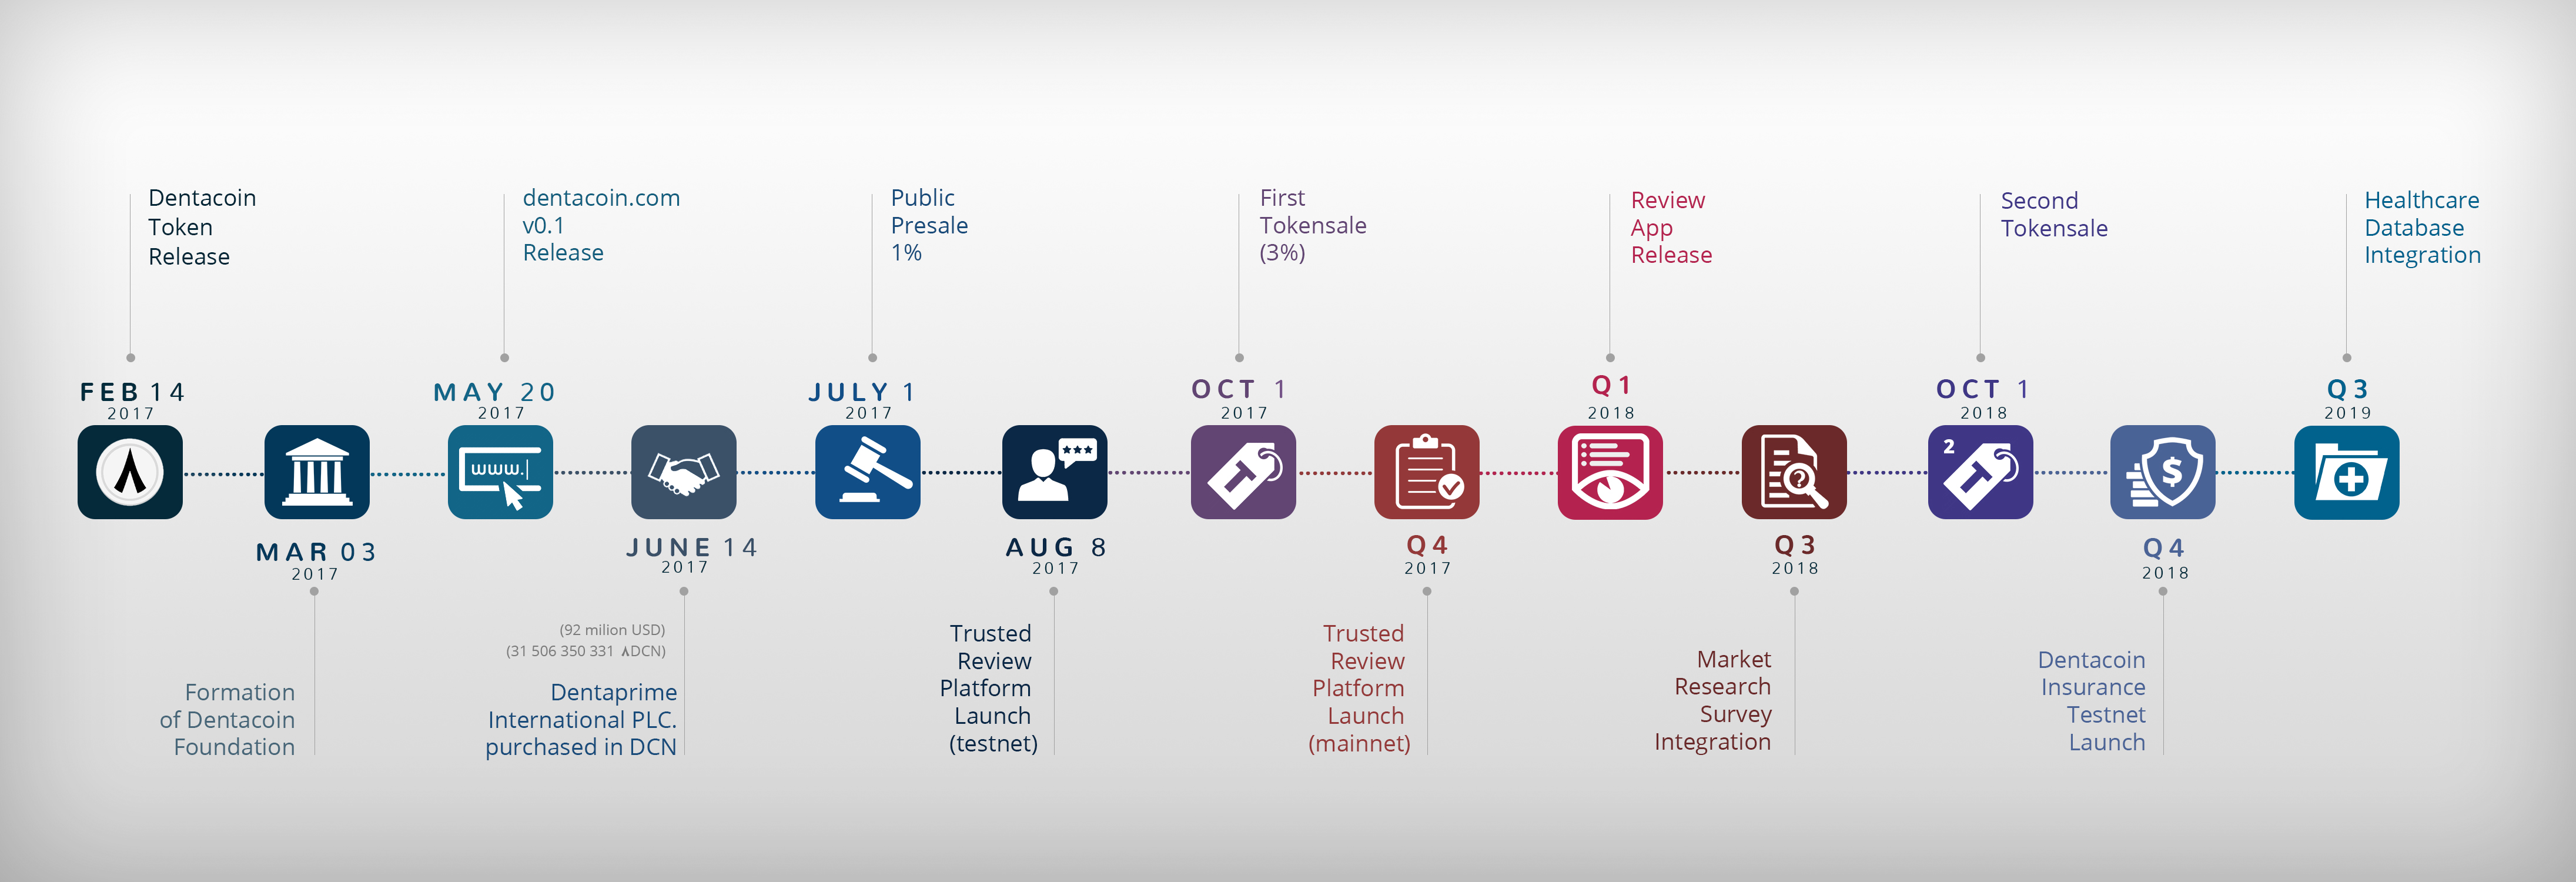 Dentacoin
Token
Release
FEB 14
2017
MAR 03
2017
Formation
of Dentacoin
Foundation
dentacoin.com
v0.1
Release
MAY 20
2017
www.
JUNE 14
2017
(92 milion USD)
(31 506 350 331 ᐱDCN)
Dentaprime
International PLC.
purchased in DCN
Public
Presale
1%
JULY 1
2017
AUG 8
2017
Trusted
Review
Platform
Launch
(testnet)
First
Tokensale
(3%)
OCT 1
2017
T
Q4
2017
Trusted
Review
Platform
Launch
(mainnet)
Review
App
Release
Q1
2018
?
Q3
2018
Market
Research
Survey
Integration
Second
Tokensale
OCT 1
2018
2
T
$
Q4
2018
Dentacoin
Insurance
Testnet
Launch
Healthcare
Database
Integration
Q3
2019